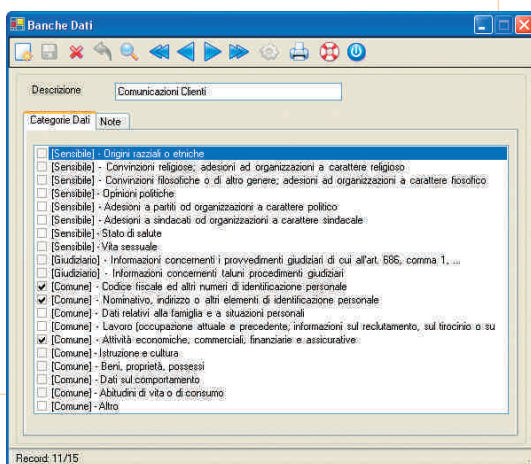 Banche Dati
Descrizione Comunicazioni Clienti
Categorie Dati Note
[Sensibile] - Origini razziali o etniche
[Sensibile] - Convinzioni religiose; adesioni ad organizzazioni a carattere religioso
[Sensibile] - Convinzioni filosofiche o di altro genere; adesioni ad organizzazioni a carattere fiosofico
[Sensibile] - Opinioni politiche
[Sensibile] - Adesioni a partiti od organizzazioni a carattere politico
[Sensibile] - Adesioni a sindacati od organizzazioni a carattere sindacale
[Sensibile] - Stato di salute
[Sensibile] - Vita sessuale
[Giudiziario] - Informazioni concernenti i provvedimenti giudiziari di cui all'art. 686, comma 1, ...
[Giudiziario] - Informazioni concernenti taluni procedimenti giudiziari
[Comune] - Codice fiscale ed altri numeri di identificazione personale
[Comune] - Nominativo, indirizzo o altri elementi di identificazione personale
[Comune] - Dati relativi alla famiglia e a situazioni personali
[Comune] - Lavoro (occupazione attuale e precedente; informazioni sul reclutamento, sul tirocinio o su
[Comune] - Attività economiche, commerciali, finanziarie e assicurative
[Comune] - Istruzione e cultura
[Comune] - Beni, proprietà, possessi
[Comune] - Dati sul comportamento
[Comune] - Abitudini di vita o di consumo
[Comune] - Altro
Record: 11/15